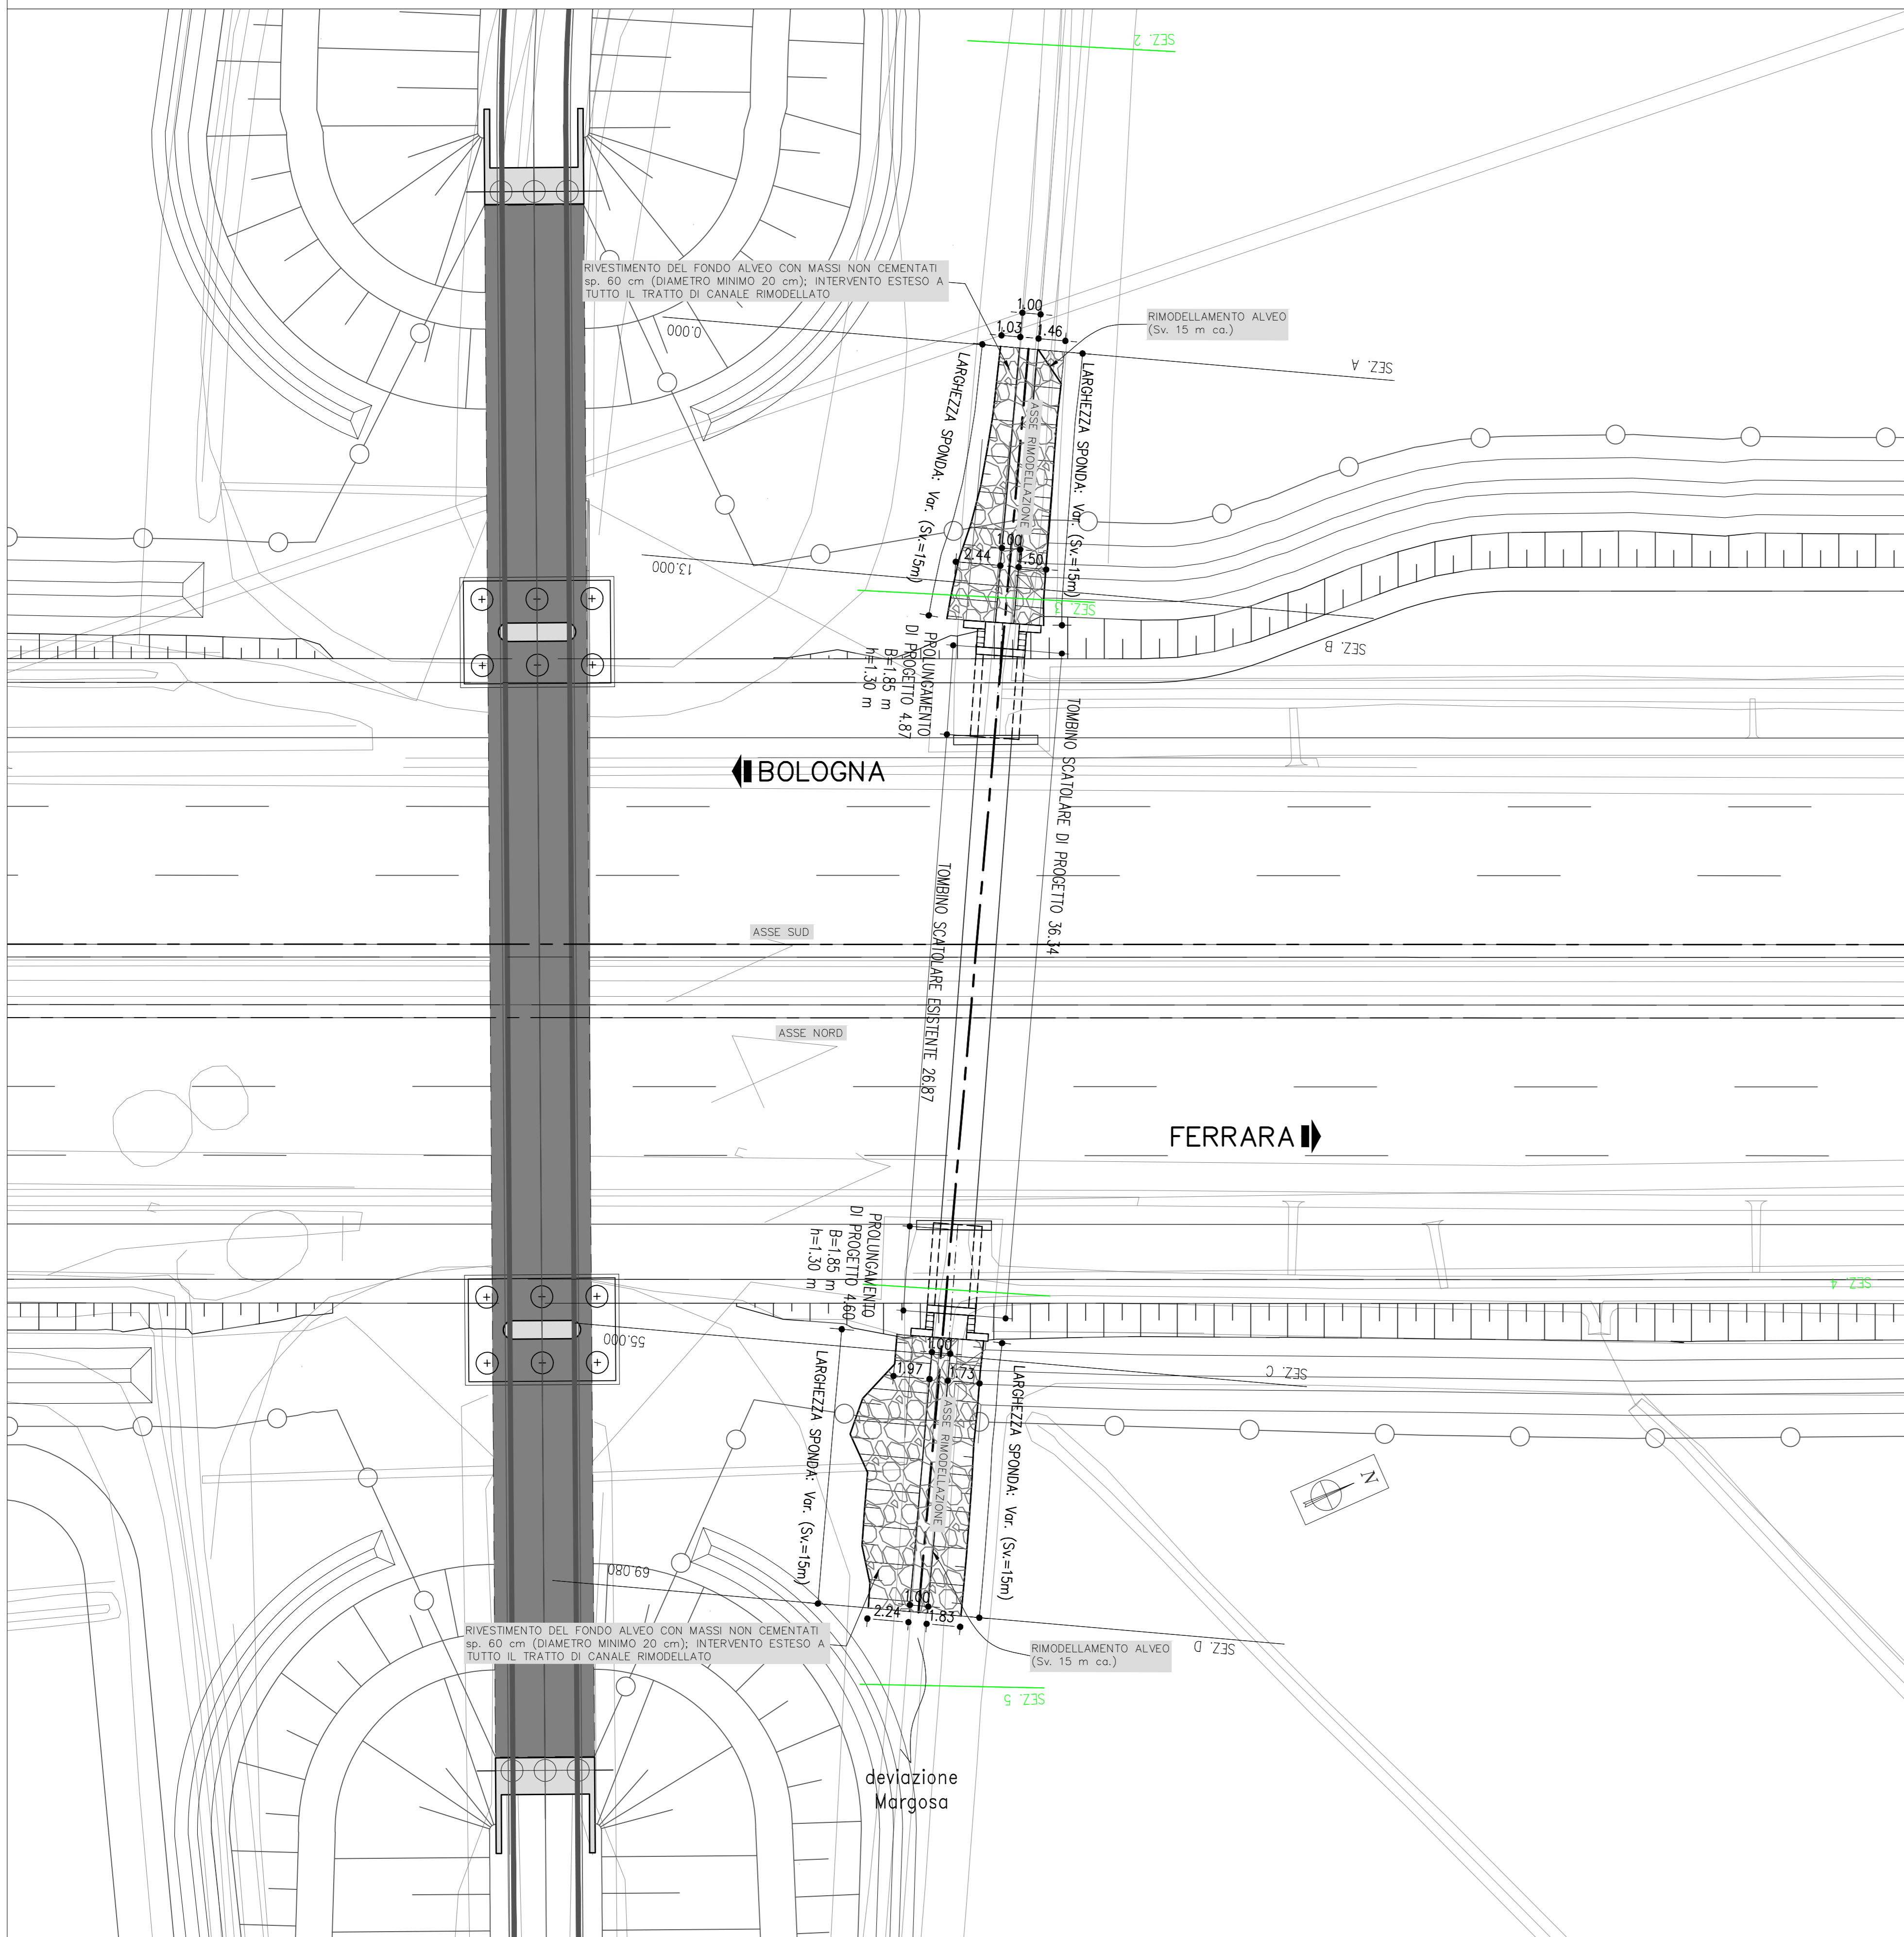 SEZ. 2
RIVESTIMENTO DEL FONDO ALVEO CON MASSI NON CEMENTATI
sp. 60 cm (DIAMETRO MINIMO 20 cm); INTERVENTO ESTESO A
TUTTO IL TRATTO DI CANALE RIMODELLATO
1.00
1.03
1.46
RIMODELLAMENTO ALVEO
(Sv. 15 m ca.)
0.000
SEZ. A
LARGHEZZA SPONDA: Var. (Sv.=15m)
ASSE RIMODELLAZIONE
LARGHEZZA SPONDA: Var. (Sv.=15m)
1.00
2.44
1.50
13.000
SEZ. 3
SEZ. B
PROLUNGAMENTO
DI PROGETTO 4.87
B=1.85 m
h=1.30 m
BOLOGNA
TOMBINO SCATOLARE DI PROGETTO 36.34
TOMBINO SCATOLARE ESISTENTE 26.87
ASSE SUD
ASSE NORD
FERRARA
PROLUNGAMENTO
DI PROGETTO 4.60
B=1.85 m
h=1.30 m
SEZ. 4
55.000
1.00
1.97
1.73
SEZ. C
LARGHEZZA SPONDA: Var. (Sv.=15m)
ASSE RIMODELLAZIONE
LARGHEZZA SPONDA: Var. (Sv.=15m)
N
69.080
1.00
2.24
1.83
SEZ. D
RIVESTIMENTO DEL FONDO ALVEO CON MASSI NON CEMENTATI
sp. 60 cm (DIAMETRO MINIMO 20 cm); INTERVENTO ESTESO A
TUTTO IL TRATTO DI CANALE RIMODELLATO
RIMODELLAMENTO ALVEO
(Sv. 15 m ca.)
SEZ. 5
deviazione
Margosa